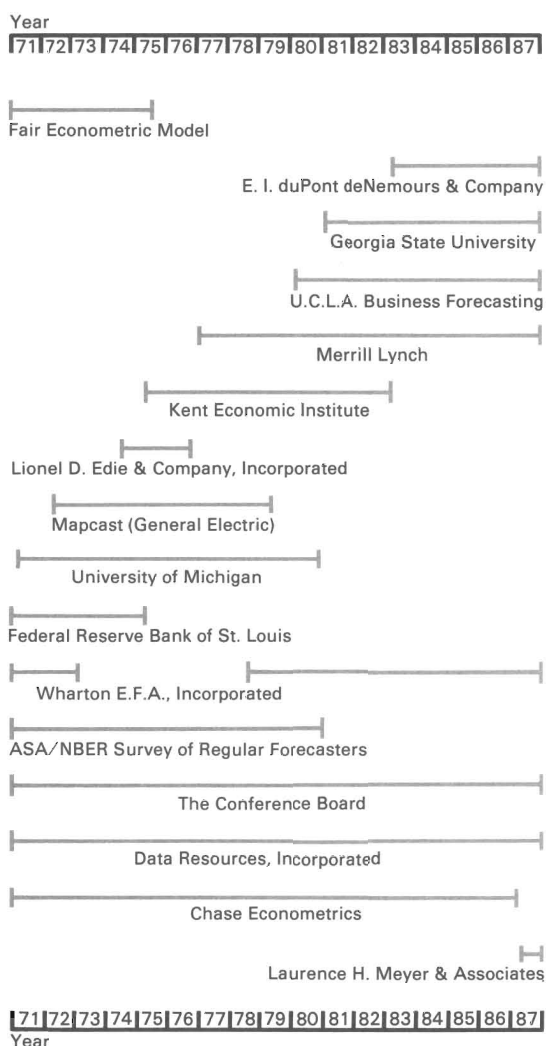 Year
71 72 73 74 75 76 77 78 79 80 81 82 83 84 85 86 87
Fair Econometric Model
E. I. duPont deNemours & Company
Georgia State University
U.C.L.A. Business Forecasting
Merrill Lynch
Kent Economic Institute
Lionel D. Edie & Company, Incorporated
Mapcast (General Electric)
University of Michigan
Federal Reserve Bank of St. Louis
Wharton E.F.A., Incorporated
ASA/NBER Survey of Regular Forecasters
The Conference Board
Data Resources, Incorporated
Chase Econometrics
Laurence H. Meyer & Associates
71 72 73 74 75 76 77 78 79 80 81 82 83 84 85 86 87
Year